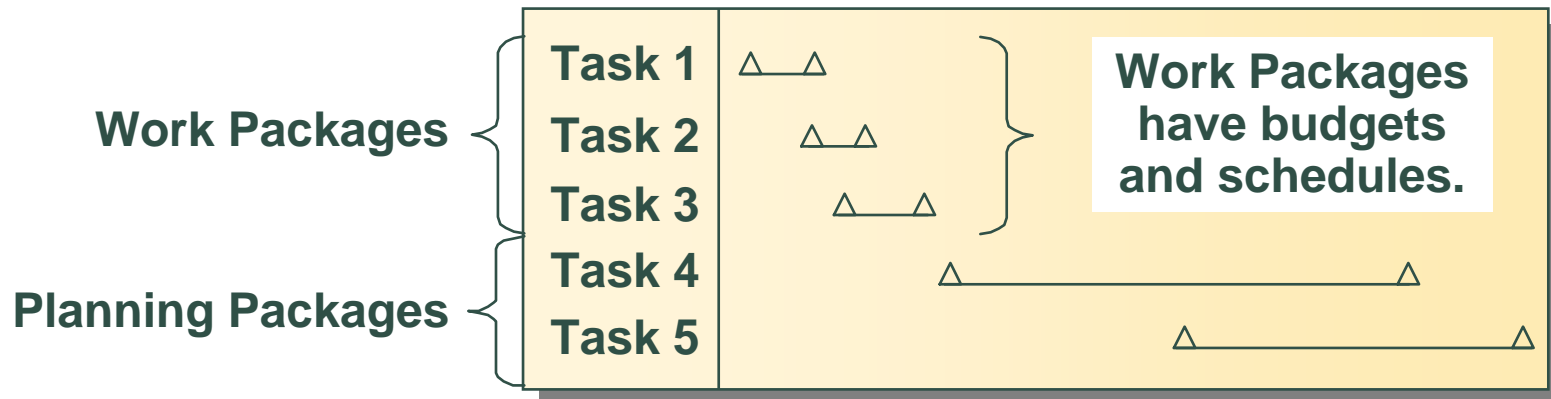 Work Packages
Task 1
Task 2
Task 3
Work Packages
have budgets
and schedules.
Planning Packages
Task 4
Task 5